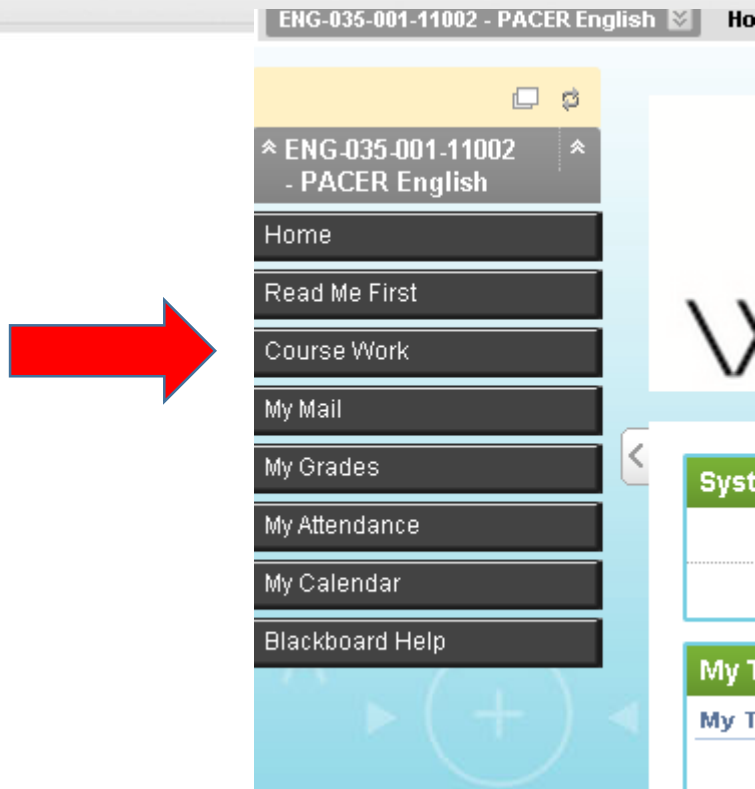 ENG-035-001-11002 - PACER English
ENG-035-001-11002
- PACER English
Home
Read Me First
Course Work
My Mail
My Grades
My Attendance
My Calendar
Blackboard Help
My